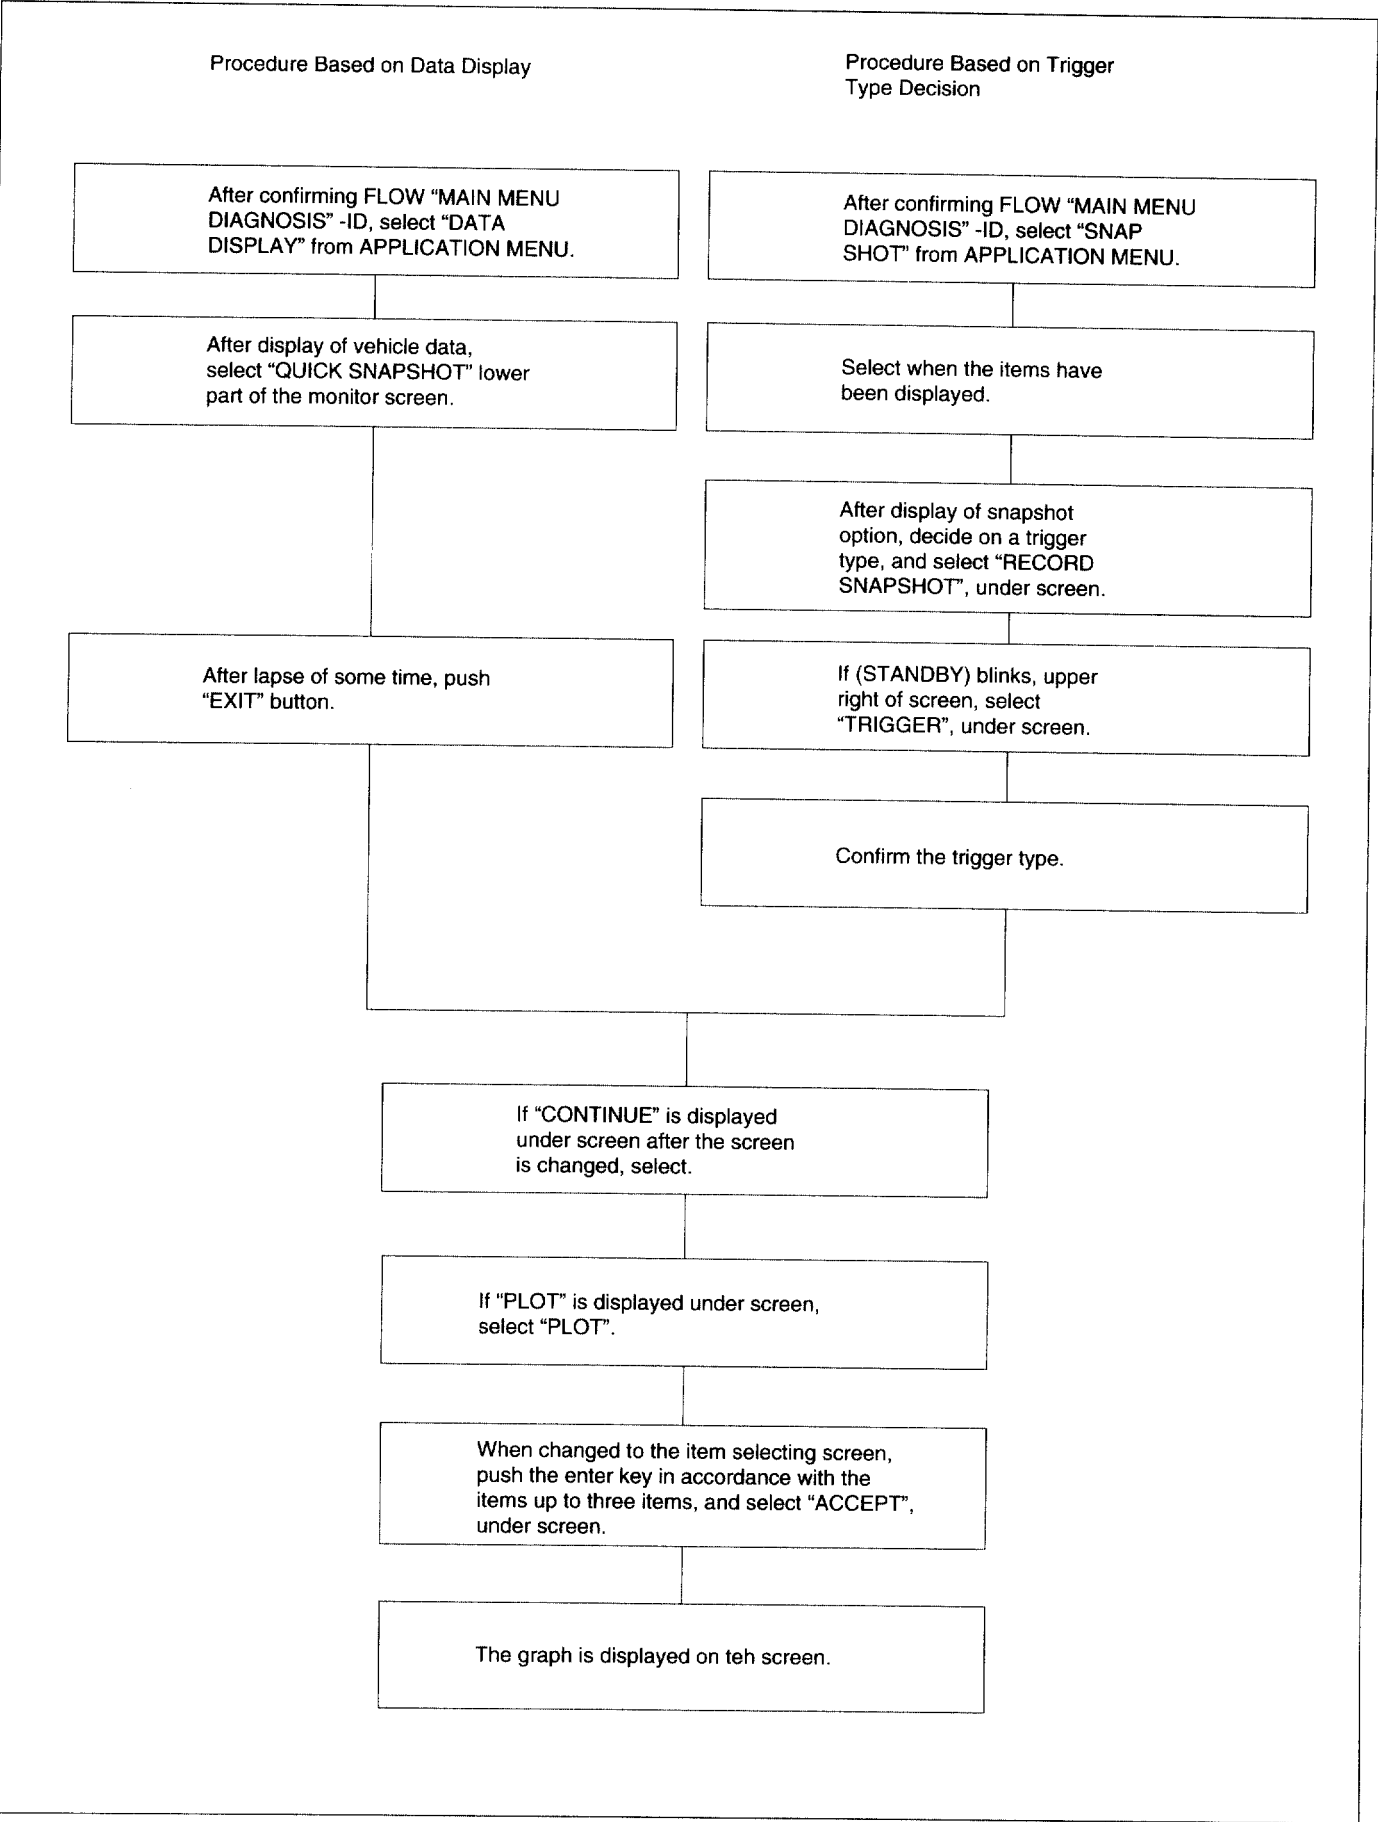 Procedure Based on Data Display
Procedure Based on Trigger
Type Decision
After confirming FLOW “MAIN MENU
DIAGNOSIS” -ID, select “DATA
DISPLAY” from APPLICATION MENU.
After display of vehicle data,
select “QUICK SNAPSHOT” lower
part of the monitor screen.
After lapse of some time, push
“EXIT” button.
After confirming FLOW “MAIN MENU
DIAGNOSIS” -ID, select “SNAP
SHOT” from APPLICATION MENU.
Select when the items have
been displayed.
After display of snapshot
option, decide on a trigger
type, and select “RECORD
SNAPSHOT”, under screen.
If (STANDBY) blinks, upper
right of screen, select
“TRIGGER”, under screen.
Confirm the trigger type.
If “CONTINUE” is displayed
under screen after the screen
is changed, select.
If “PLOT” is displayed under screen,
select “PLOT”.
When changed to the item selecting screen,
push the enter key in accordance with the
items up to three items, and select “ACCEPT”,
under screen.
The graph is displayed on teh screen.